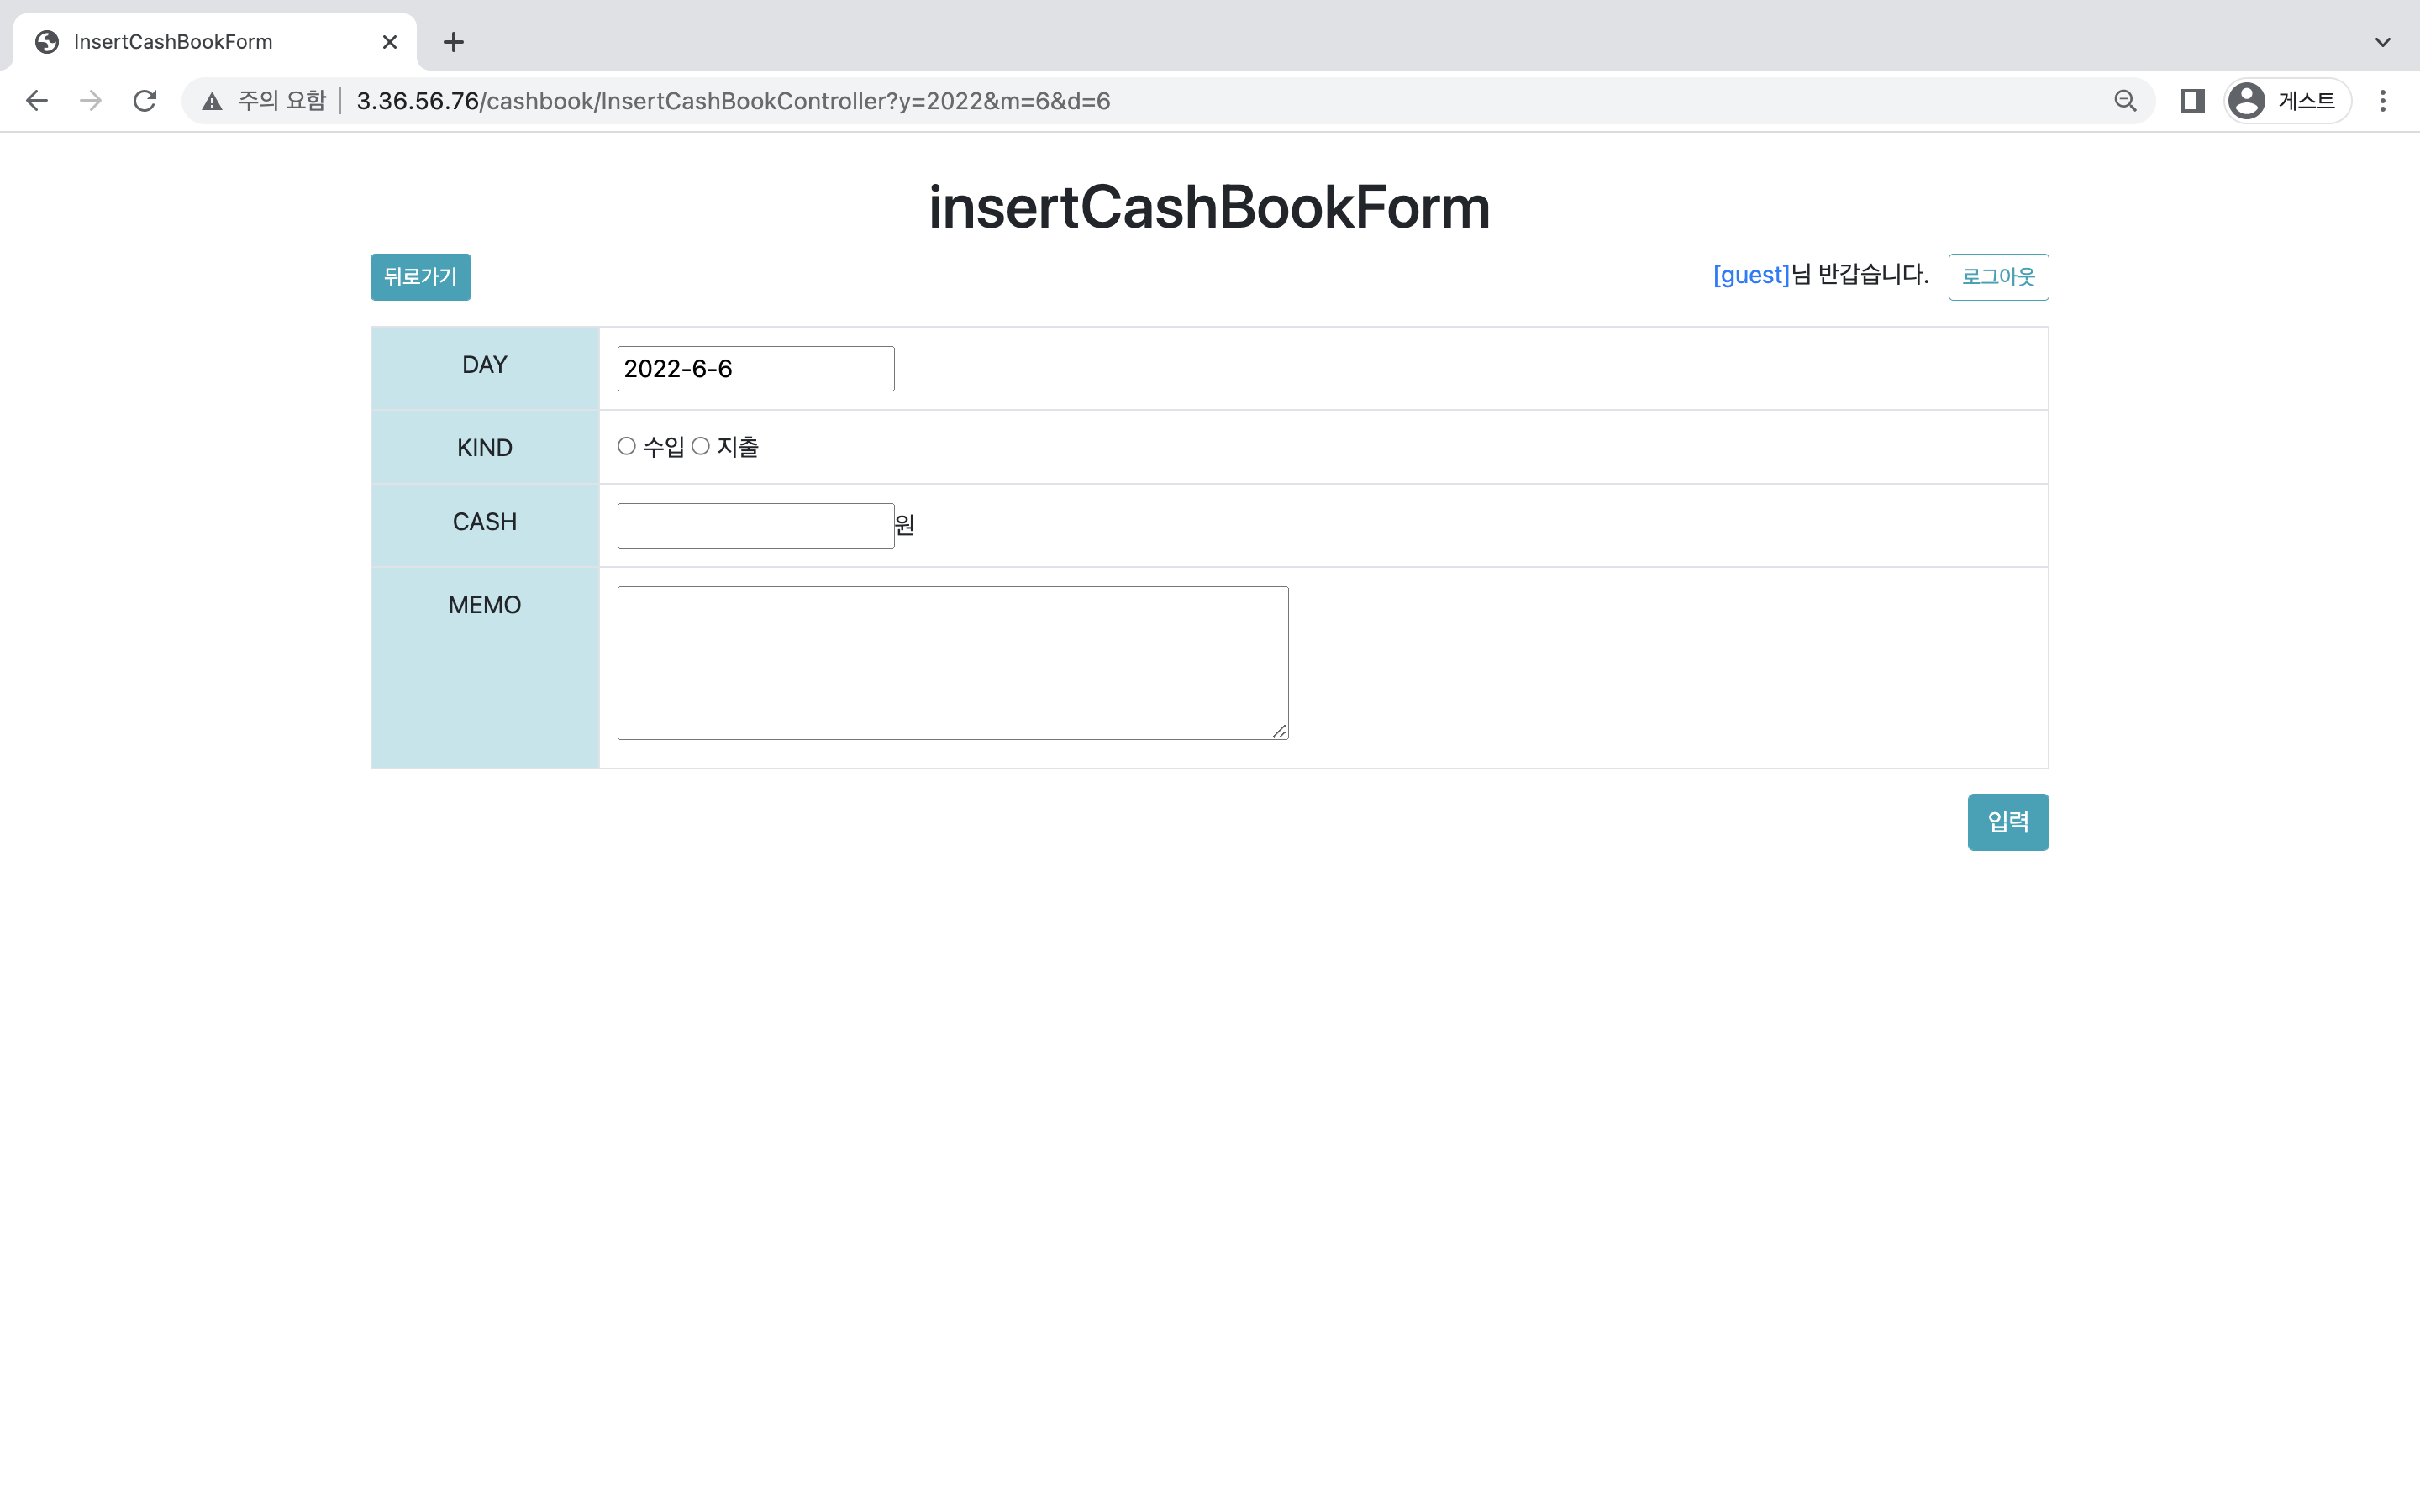 InsertCashBookForm
주의 요함 3.36.56.76/cashbook/InsertCashBookController?y=2022&m=6&d=6 게스트
insertCashBookForm
뒤로가기 [guest]님 반갑습니다. 로그아웃
DAY 2022-6-6
KIND 수입 지출
CASH 원
MEMO
입력